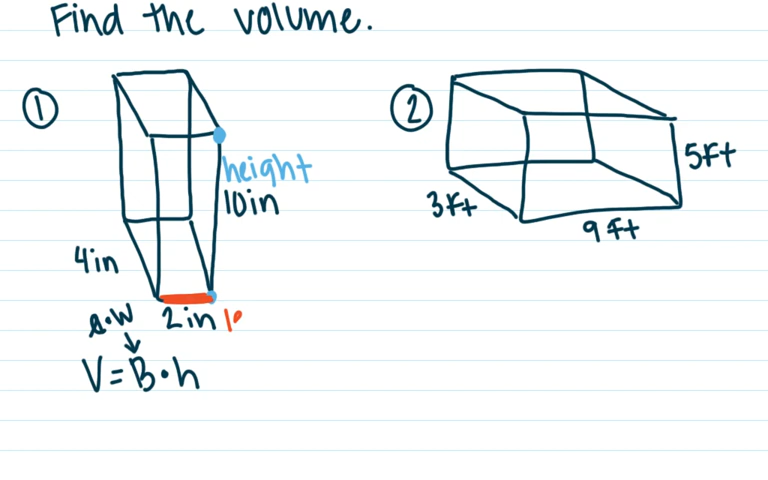 Find the volume.
①
height
10in
4in
2in
l•w
V=B•h
②
5ft
3ft
9ft